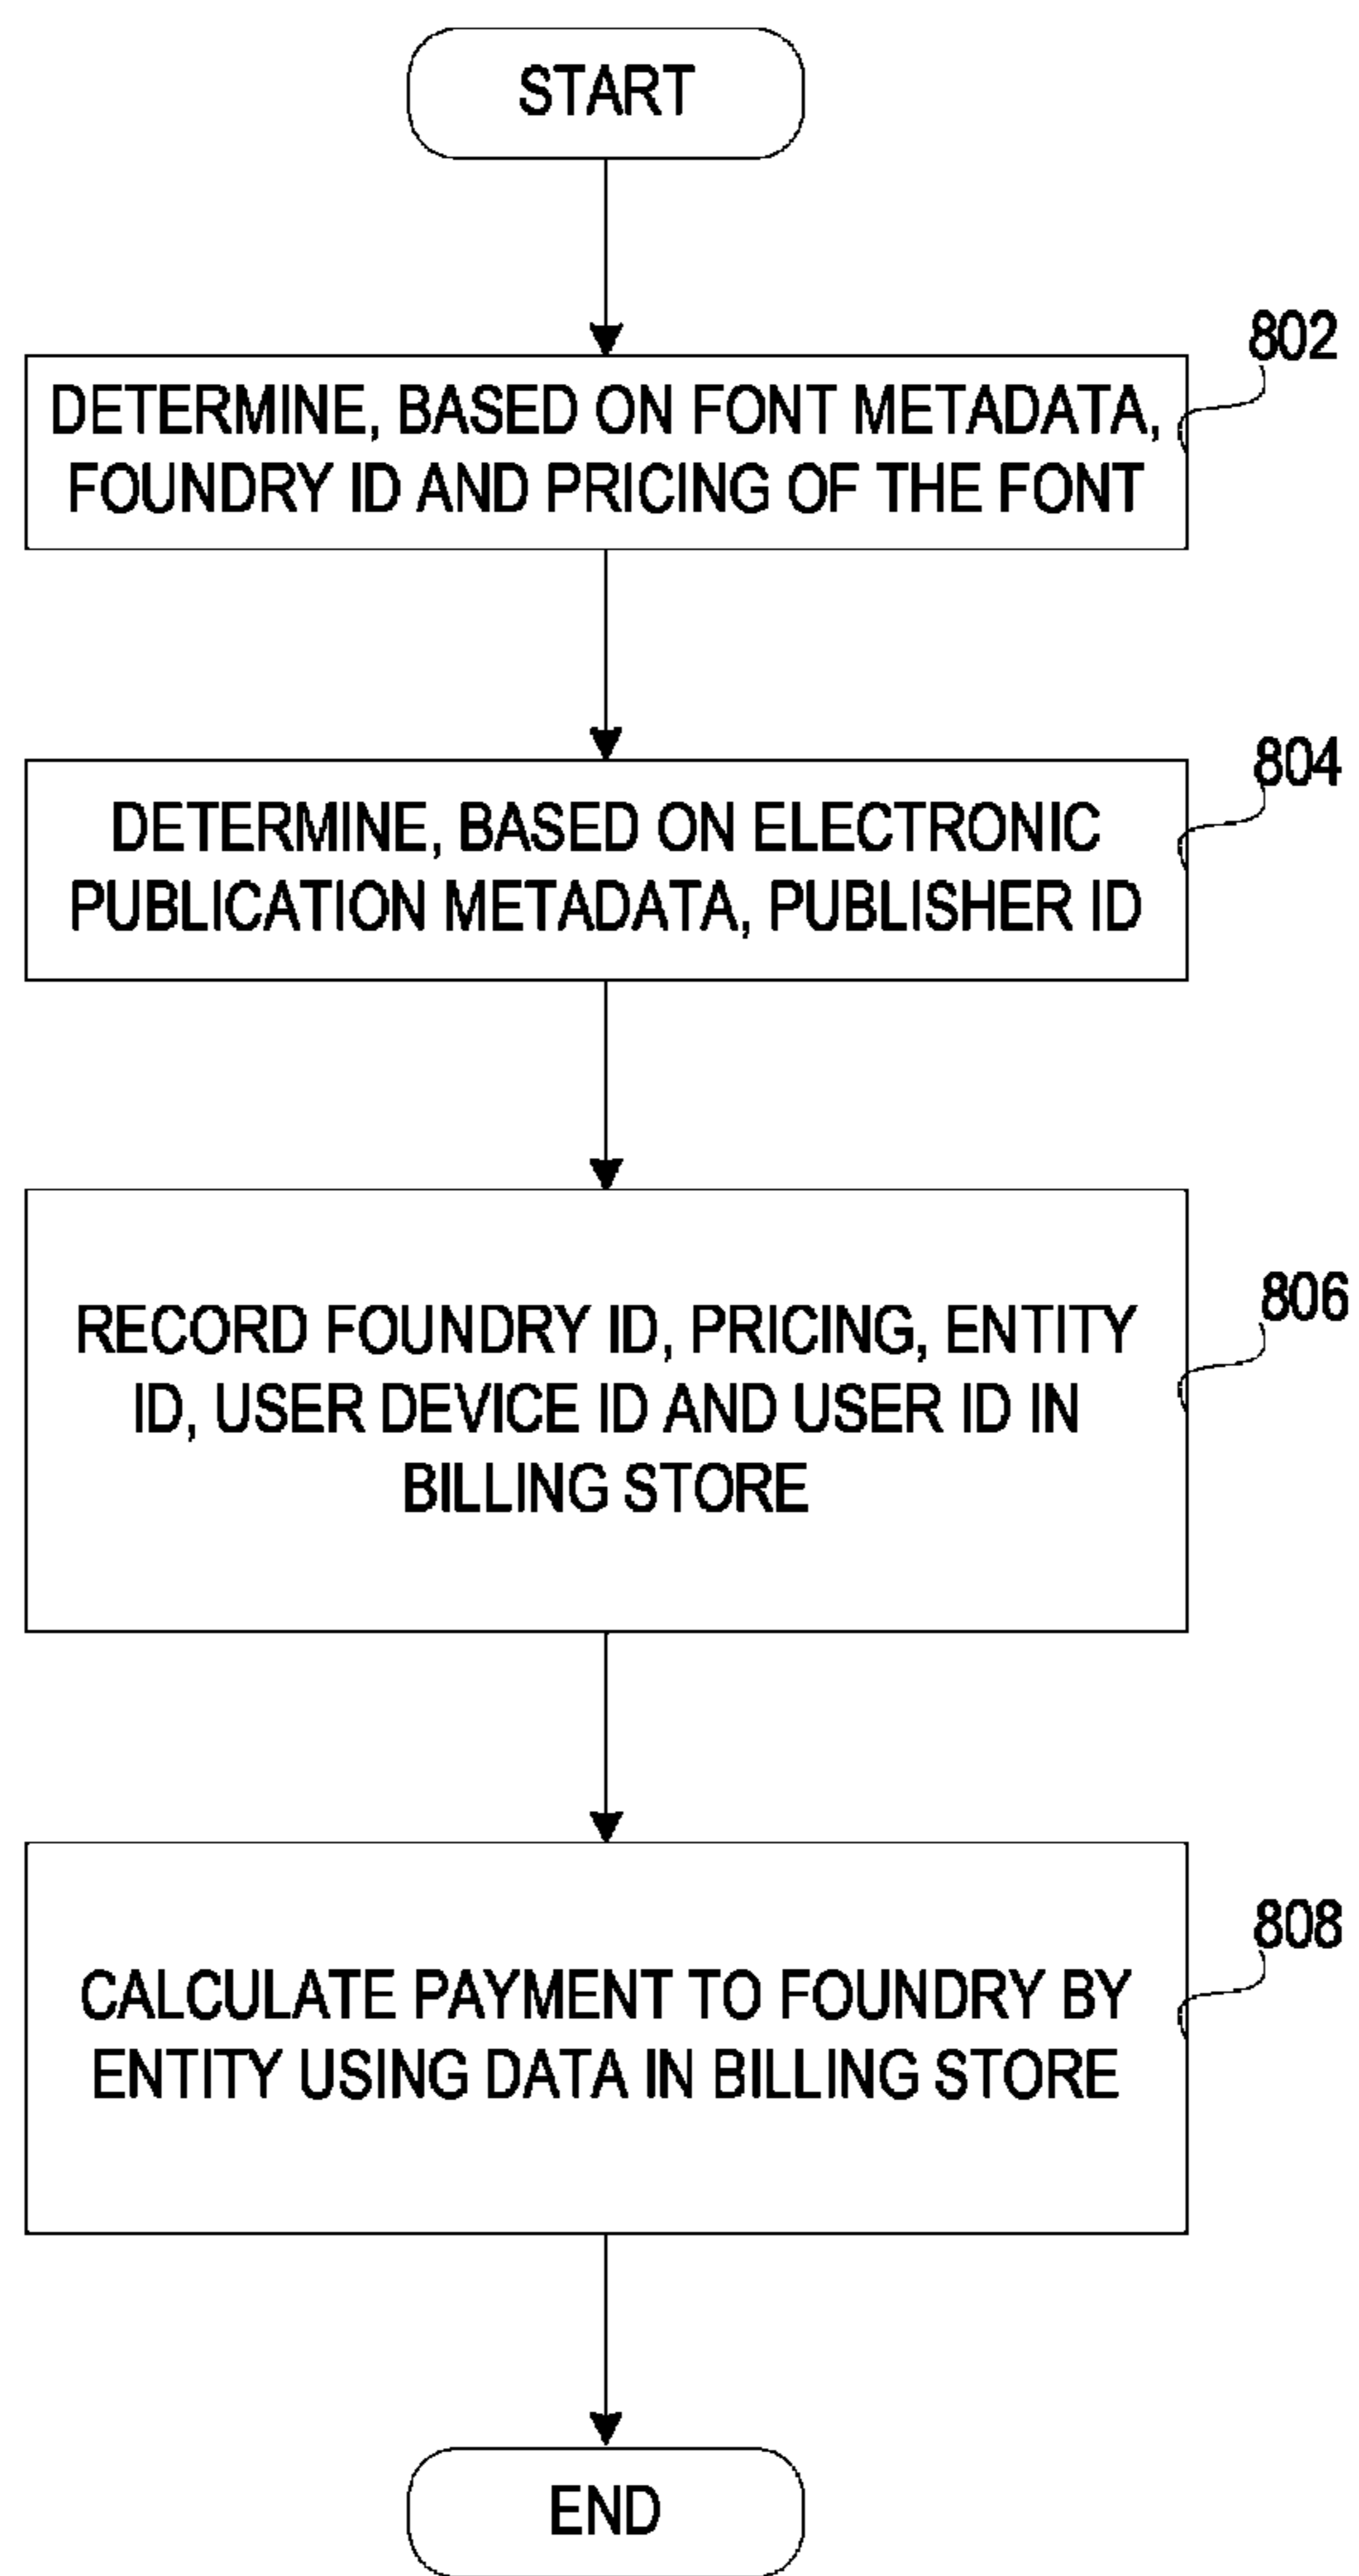 START
802
DETERMINE, BASED ON FONT METADATA,
FOUNDRY ID AND PRICING OF THE FONT
804
DETERMINE, BASED ON ELECTRONIC
PUBLICATION METADATA, PUBLISHER ID
806
RECORD FOUNDRY ID, PRICING, ENTITY
ID, USER DEVICE ID AND USER ID IN
BILLING STORE
808
CALCULATE PAYMENT TO FOUNDRY BY
ENTITY USING DATA IN BILLING STORE
END